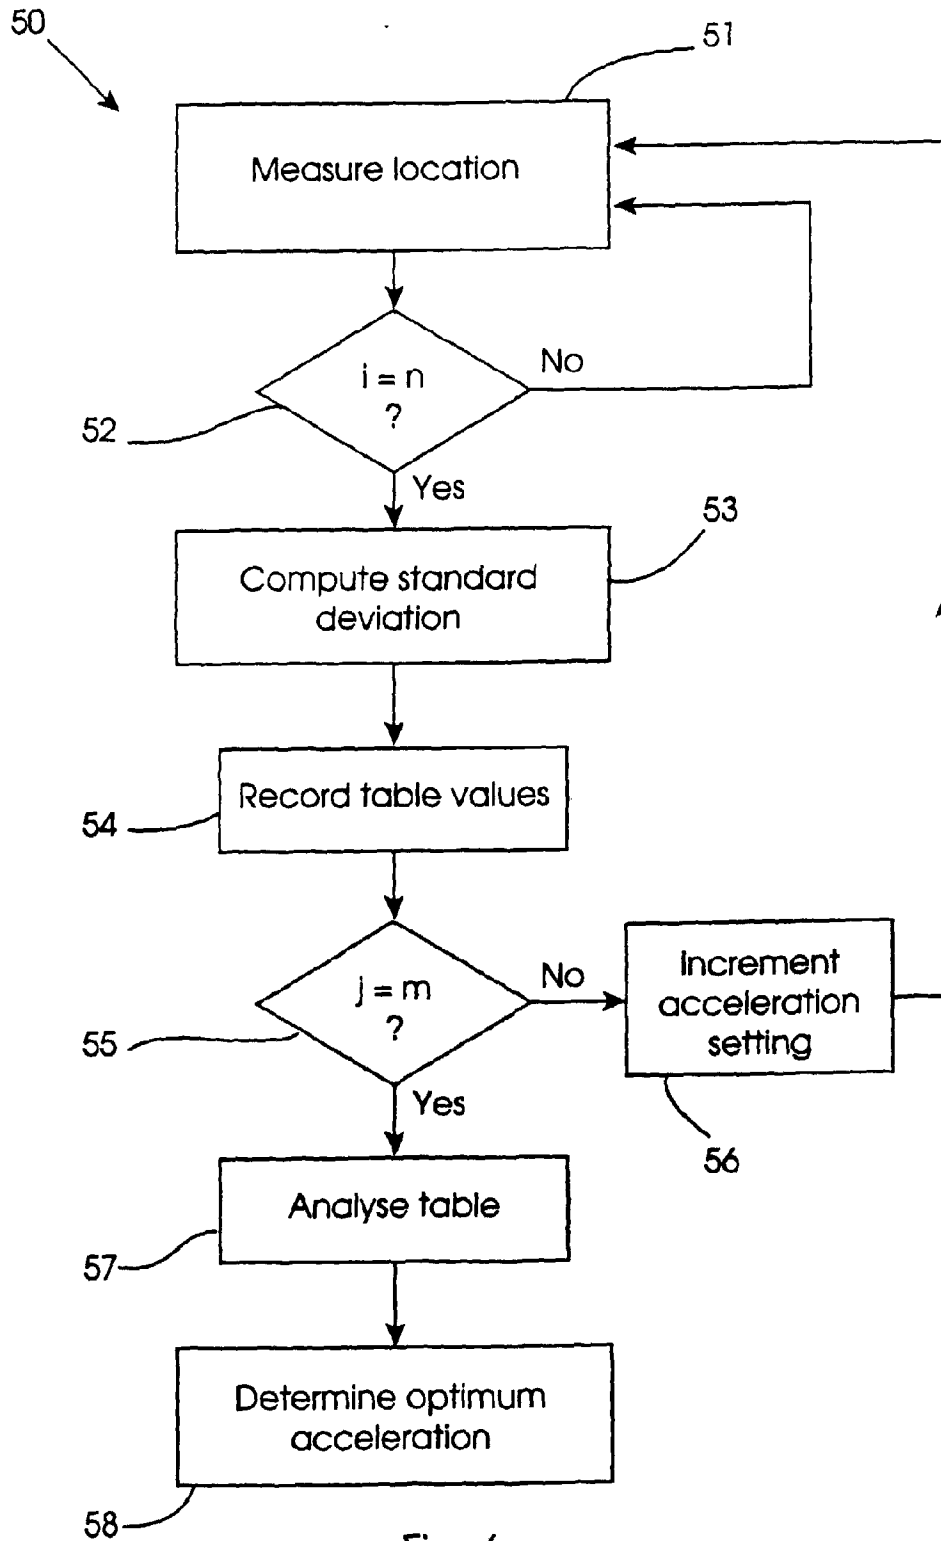 50
51
Measure location
i = n
?
No
52
Yes
53
Compute standard
deviation
Record table values
54
j = m
?
No
Increment
acceleration
setting
55
Yes
56
Analyse table
57
Determine optimum
acceleration
58